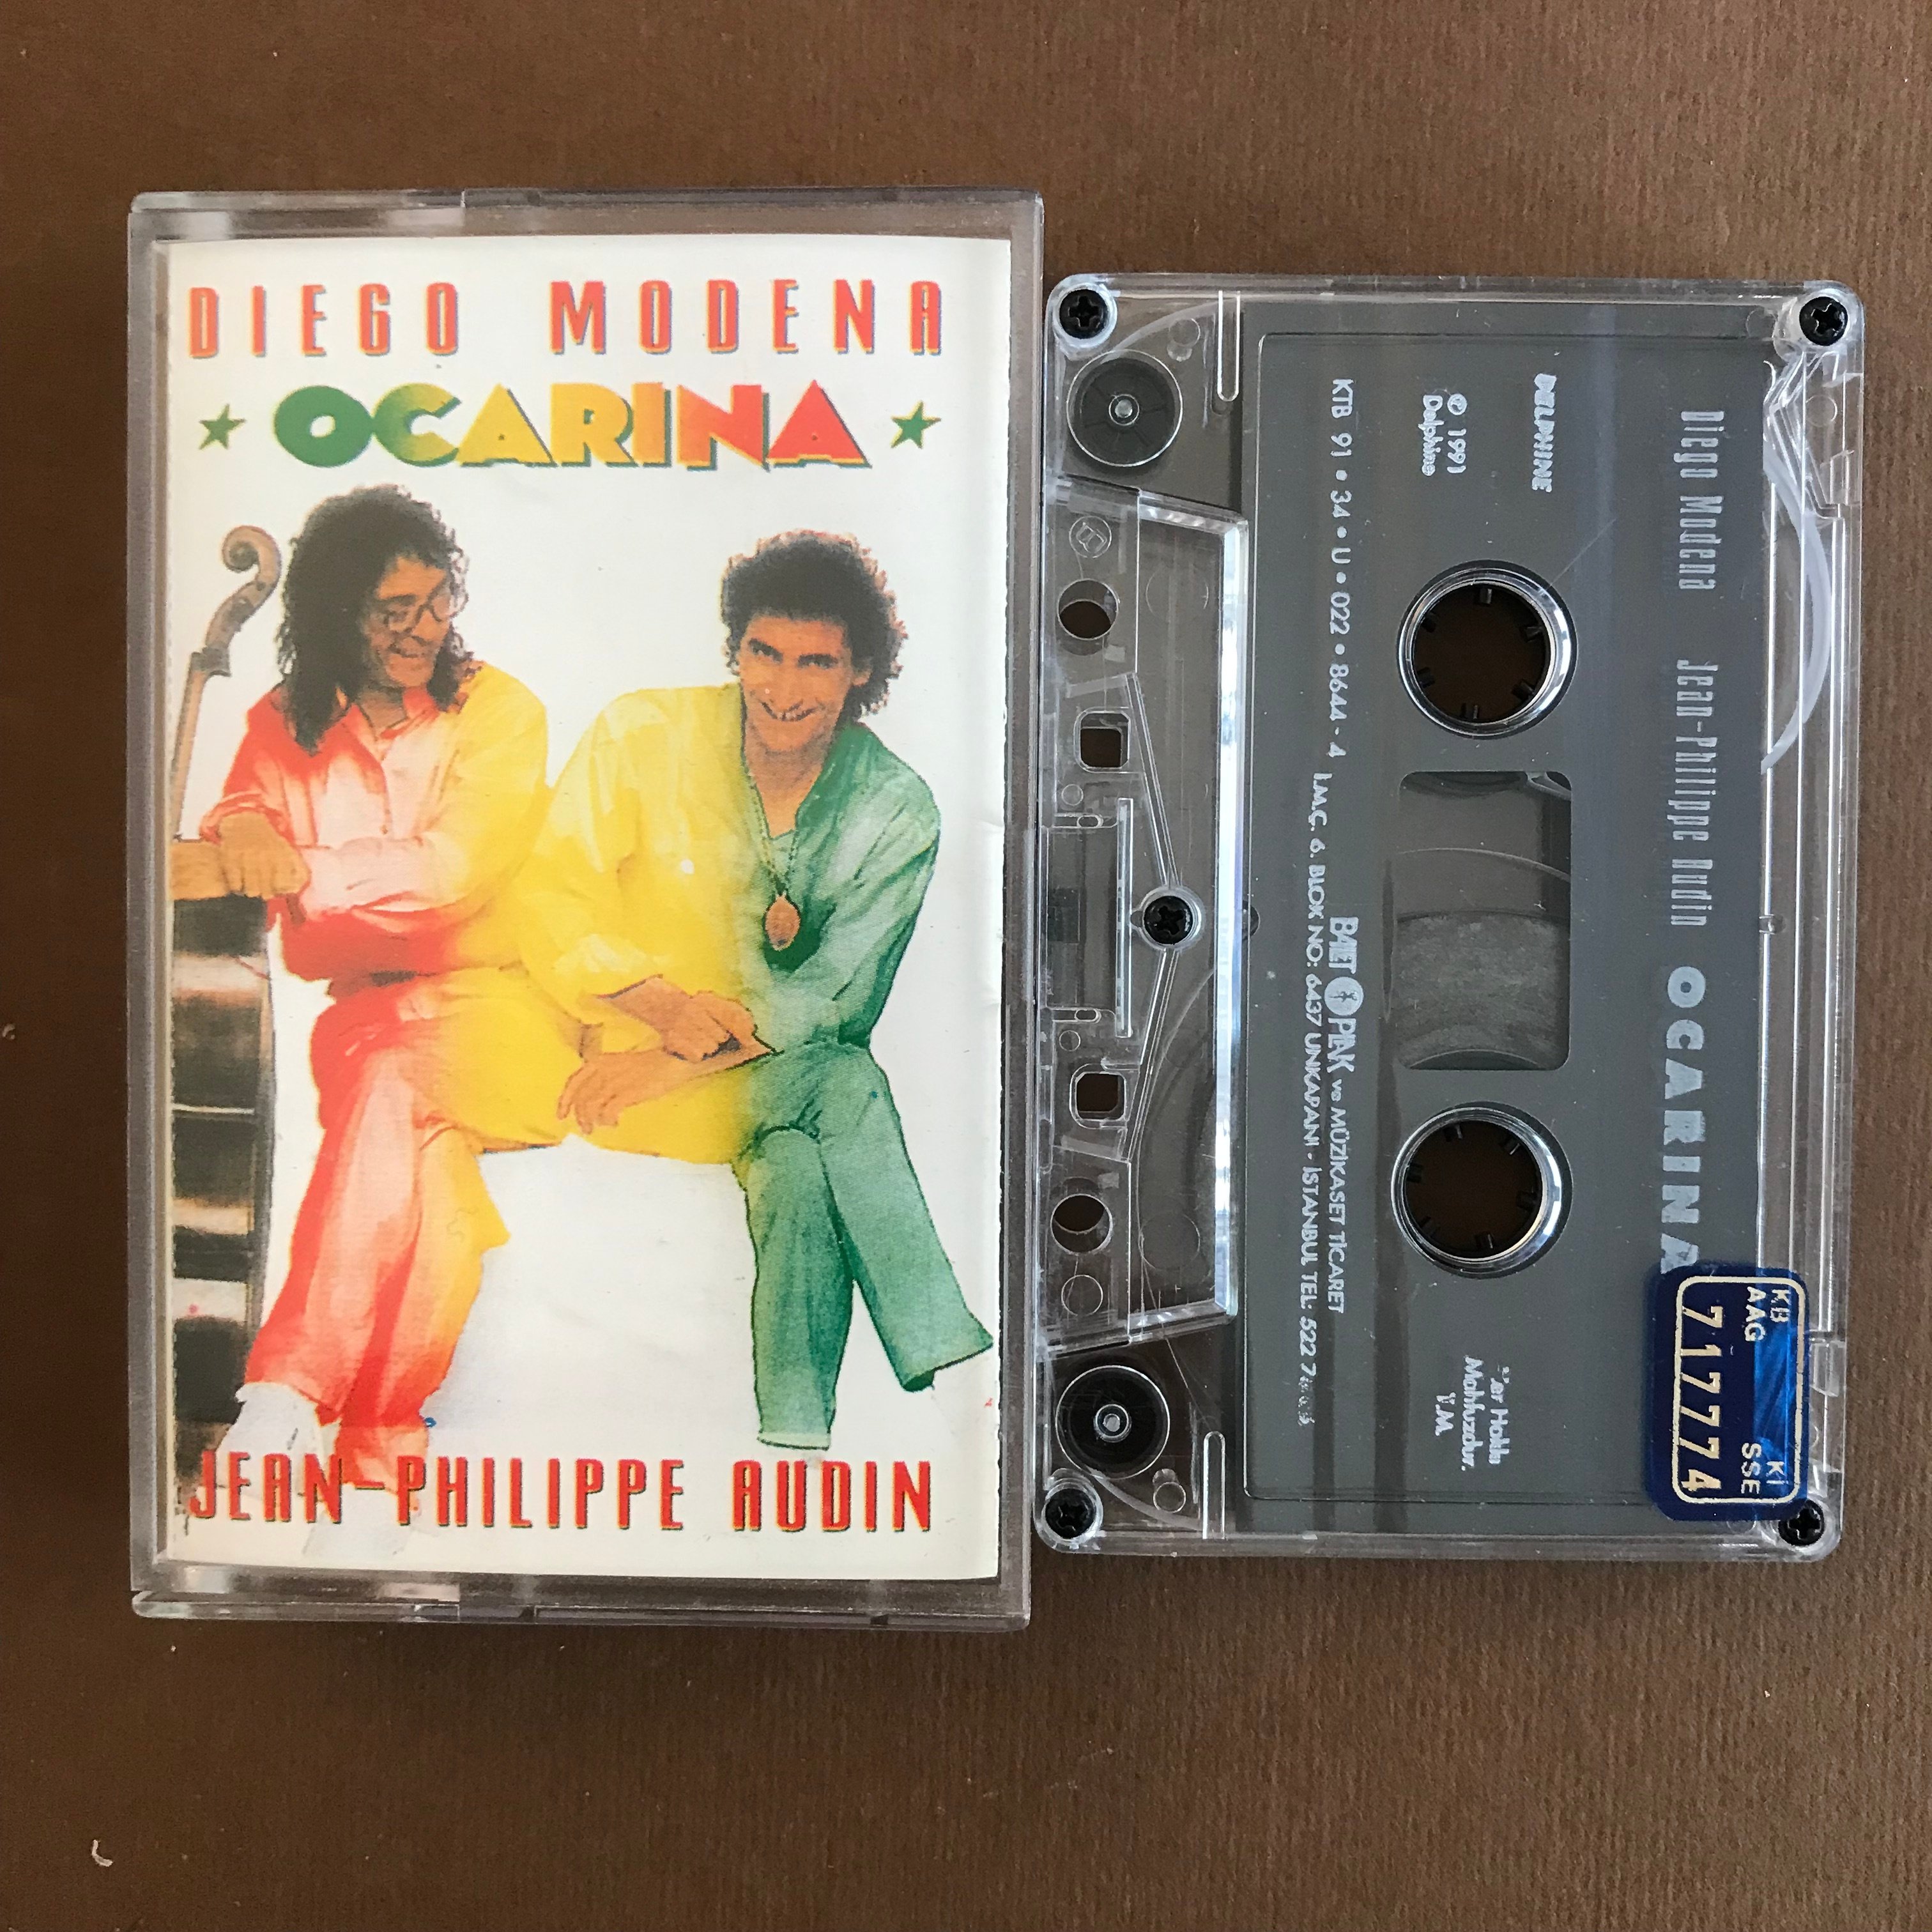 DIEGO MODENA
OCARINA
JEAN-PHILIPPE AUDIN
Diego Modena Jean-Philippe Audin OCARINA
DELPHINE
© 1991
Delphine
KTB 91 • 34 • U • 022 • 8644 - 4
BALET PLAK ve MÜZİKASET TİCARET
İ.M.Ç. 6. BLOK NO: 6437 UNKAPANI - İSTANBUL TEL: 522 7
Her Hakkı
Mahfuzdur.
KB KI
AAG SSE
717774